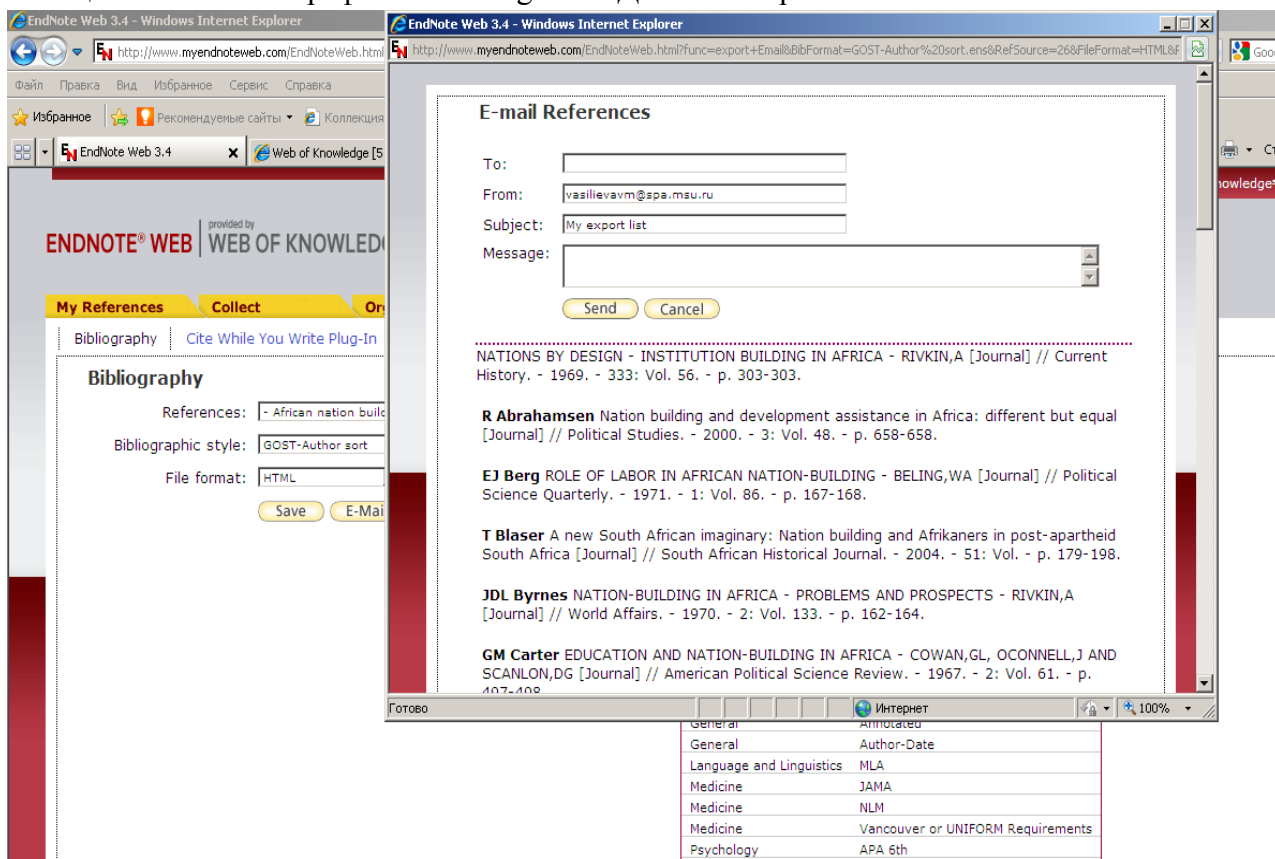 EndNote Web 3.4 - Windows Internet Explorer
http://www.myendnoteweb.com/EndNoteWeb.html
Файл Правка Вид Избранное Сервис Справка
Избранное Рекомендуемые сайты Коллекция
EndNote Web 3.4 Web of Knowledge [5
ENDNOTE® WEB provided by WEB OF KNOWLED
My References Collect Or
Bibliography Cite While You Write Plug-In
Bibliography
References: - African nation build
Bibliographic style: GOST-Author sort
File format: HTML
Save E-Mai
EndNote Web 3.4 - Windows Internet Explorer
http://www.myendnoteweb.com/EndNoteWeb.html?func=export+Email&BibFormat=GOST-Author%20sort.ens&RefSource=26&FileFormat=HTML&F
Goo
Ст
nowledge
E-mail References
To:
From: vasilievavm@spa.msu.ru
Subject: My export list
Message:
Send Cancel
NATIONS BY DESIGN - INSTITUTION BUILDING IN AFRICA - RIVKIN,A [Journal] // Current
History. - 1969. - 333: Vol. 56. - p. 303-303.
R Abrahamsen Nation building and development assistance in Africa: different but equal
[Journal] // Political Studies. - 2000. - 3: Vol. 48. - p. 658-658.
EJ Berg ROLE OF LABOR IN AFRICAN NATION-BUILDING - BELING,WA [Journal] // Political
Science Quarterly. - 1971. - 1: Vol. 86. - p. 167-168.
T Blaser A new South African imaginary: Nation building and Afrikaners in post-apartheid
South Africa [Journal] // South African Historical Journal. - 2004. - 51: Vol. - p. 179-198.
JDL Byrnes NATION-BUILDING IN AFRICA - PROBLEMS AND PROSPECTS - RIVKIN,A
[Journal] // World Affairs. - 1970. - 2: Vol. 133. - p. 162-164.
GM Carter EDUCATION AND NATION-BUILDING IN AFRICA - COWAN,GL, OCONNELL,J AND
SCANLON,DG [Journal] // American Political Science Review. - 1967. - 2: Vol. 61. - p.
497-498
Готово Интернет 100%
General Annotated
General Author-Date
Language and Linguistics MLA
Medicine JAMA
Medicine NLM
Medicine Vancouver or UNIFORM Requirements
Psychology APA 6th